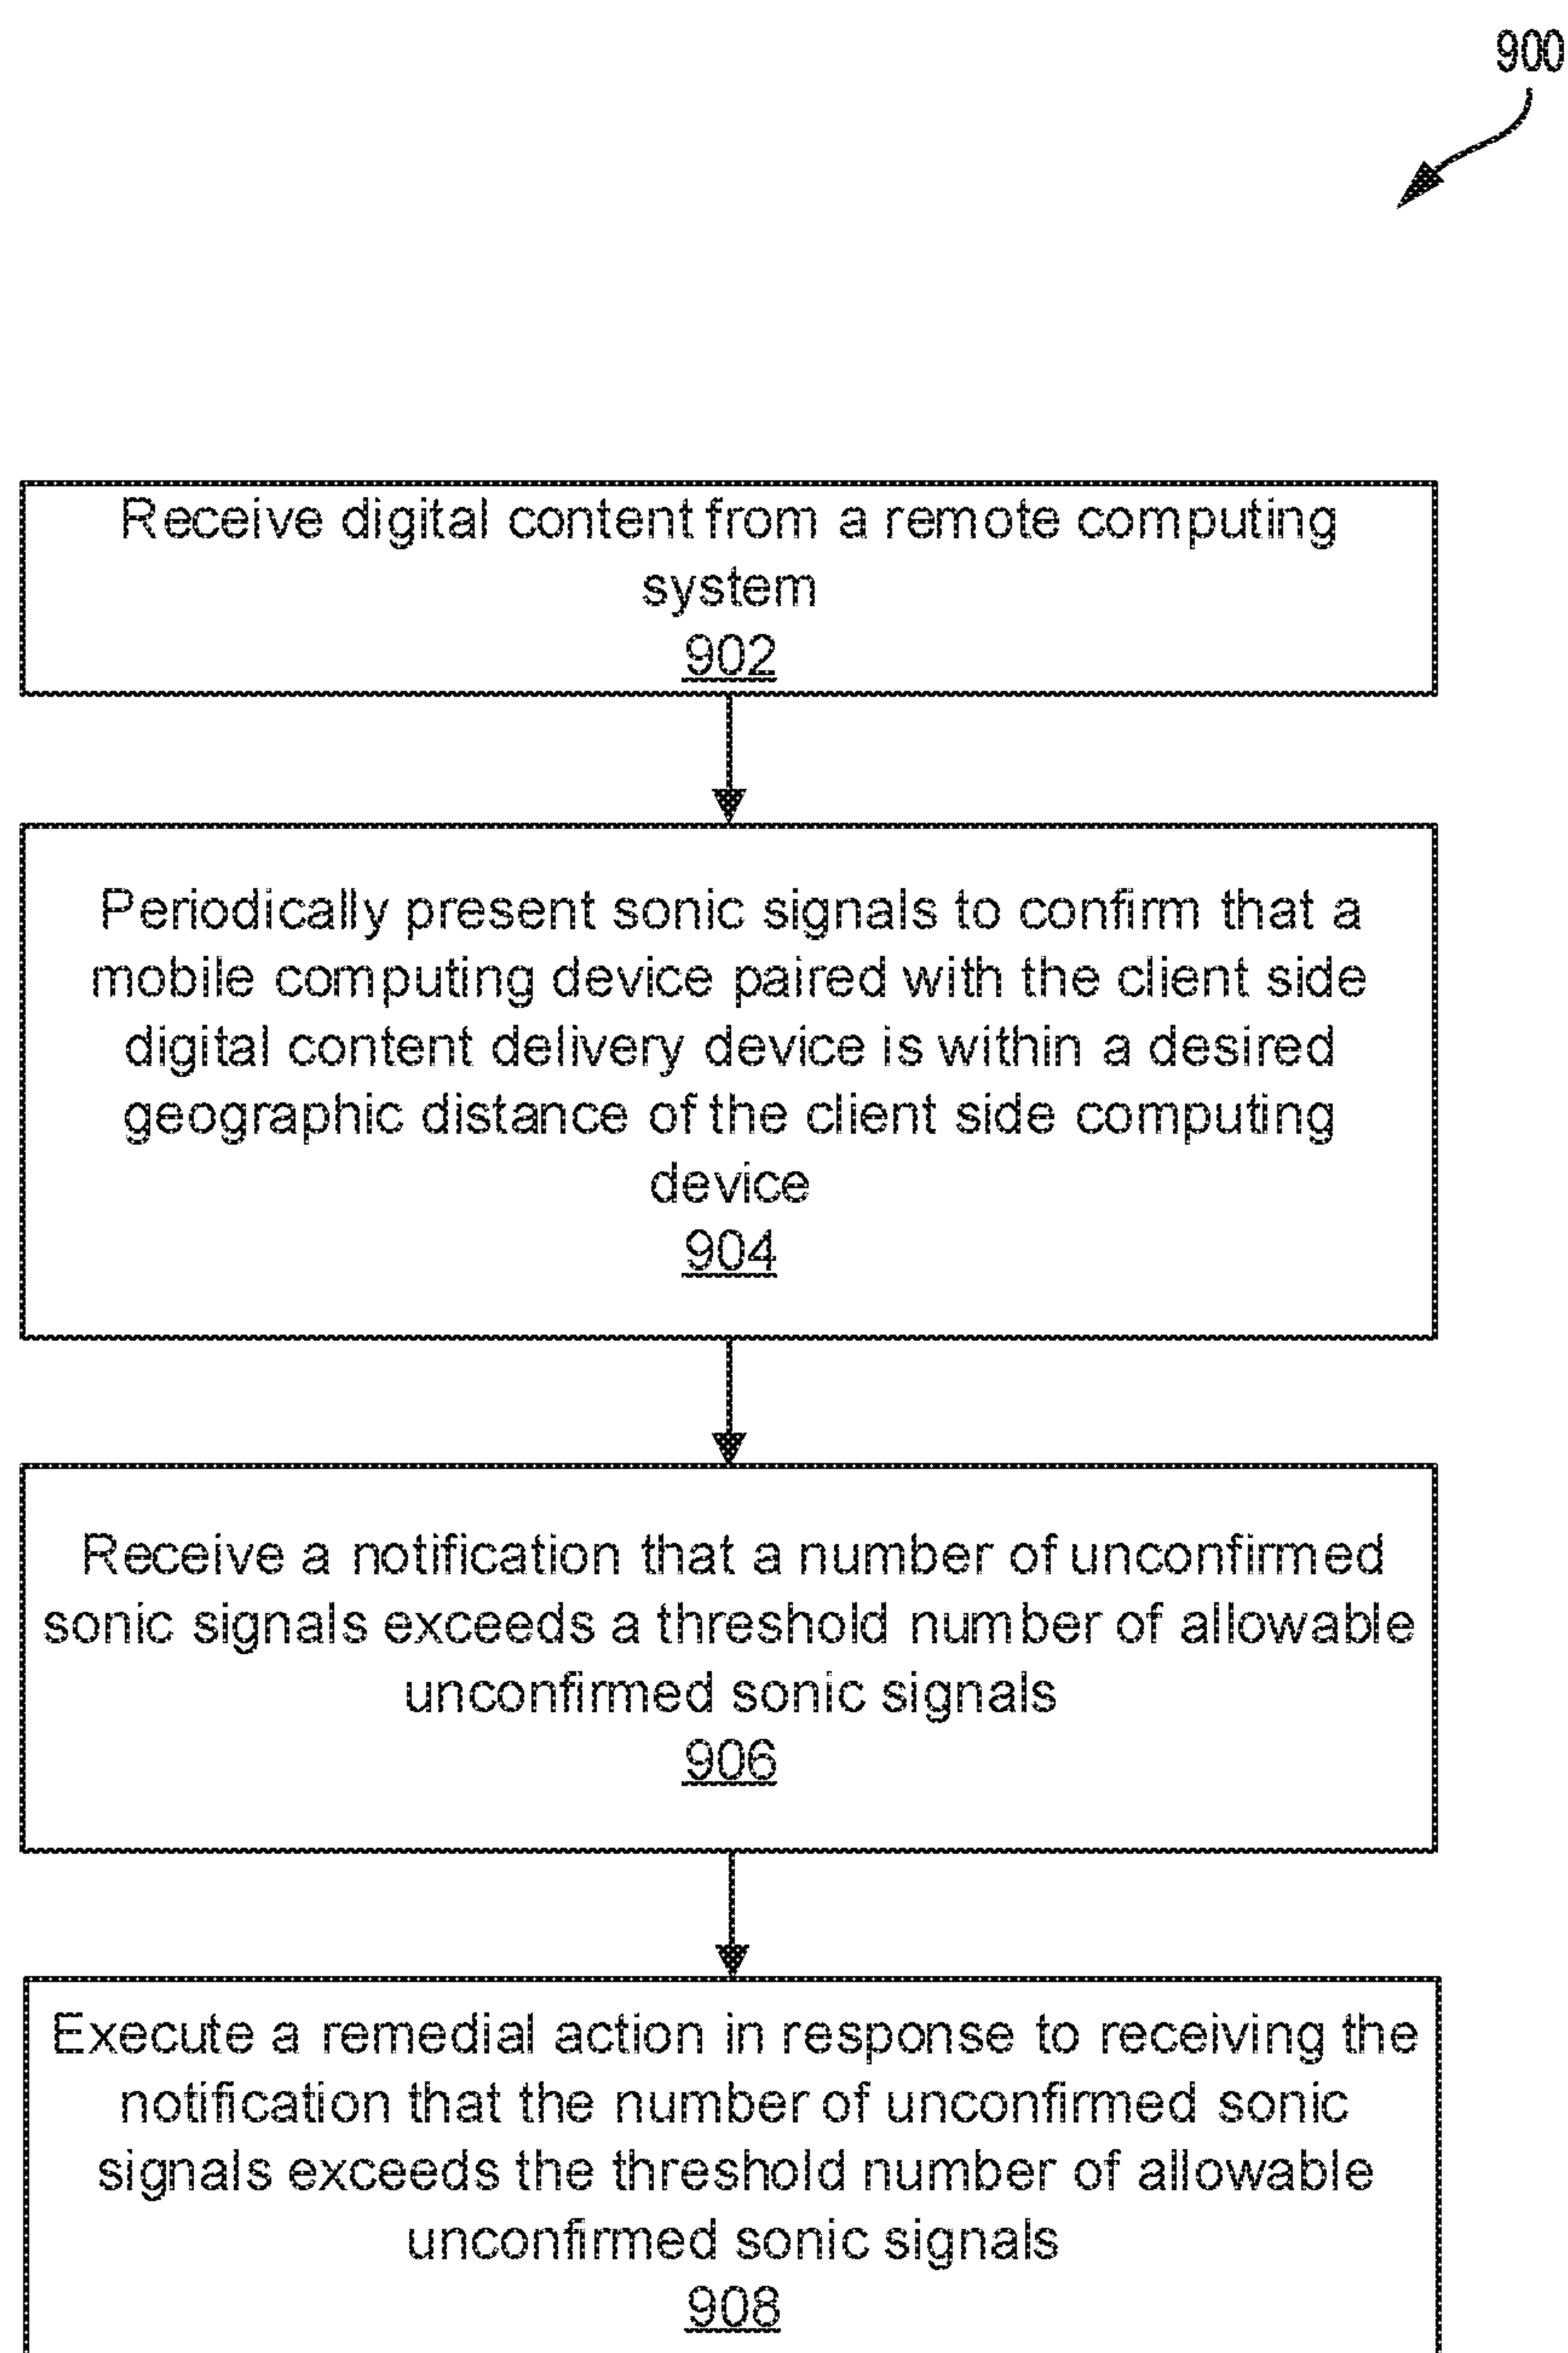 900
Receive digital content from a remote computing
system
902
Periodically present sonic signals to confirm that a
mobile computing device paired with the client side
digital content delivery device is within a desired
geographic distance of the client side computing
device
904
Receive a notification that a number of unconfirmed
sonic signals exceeds a threshold number of allowable
unconfirmed sonic signals
906
Execute a remedial action in response to receiving the
notification that the number of unconfirmed sonic
signals exceeds the threshold number of allowable
unconfirmed sonic signals
908